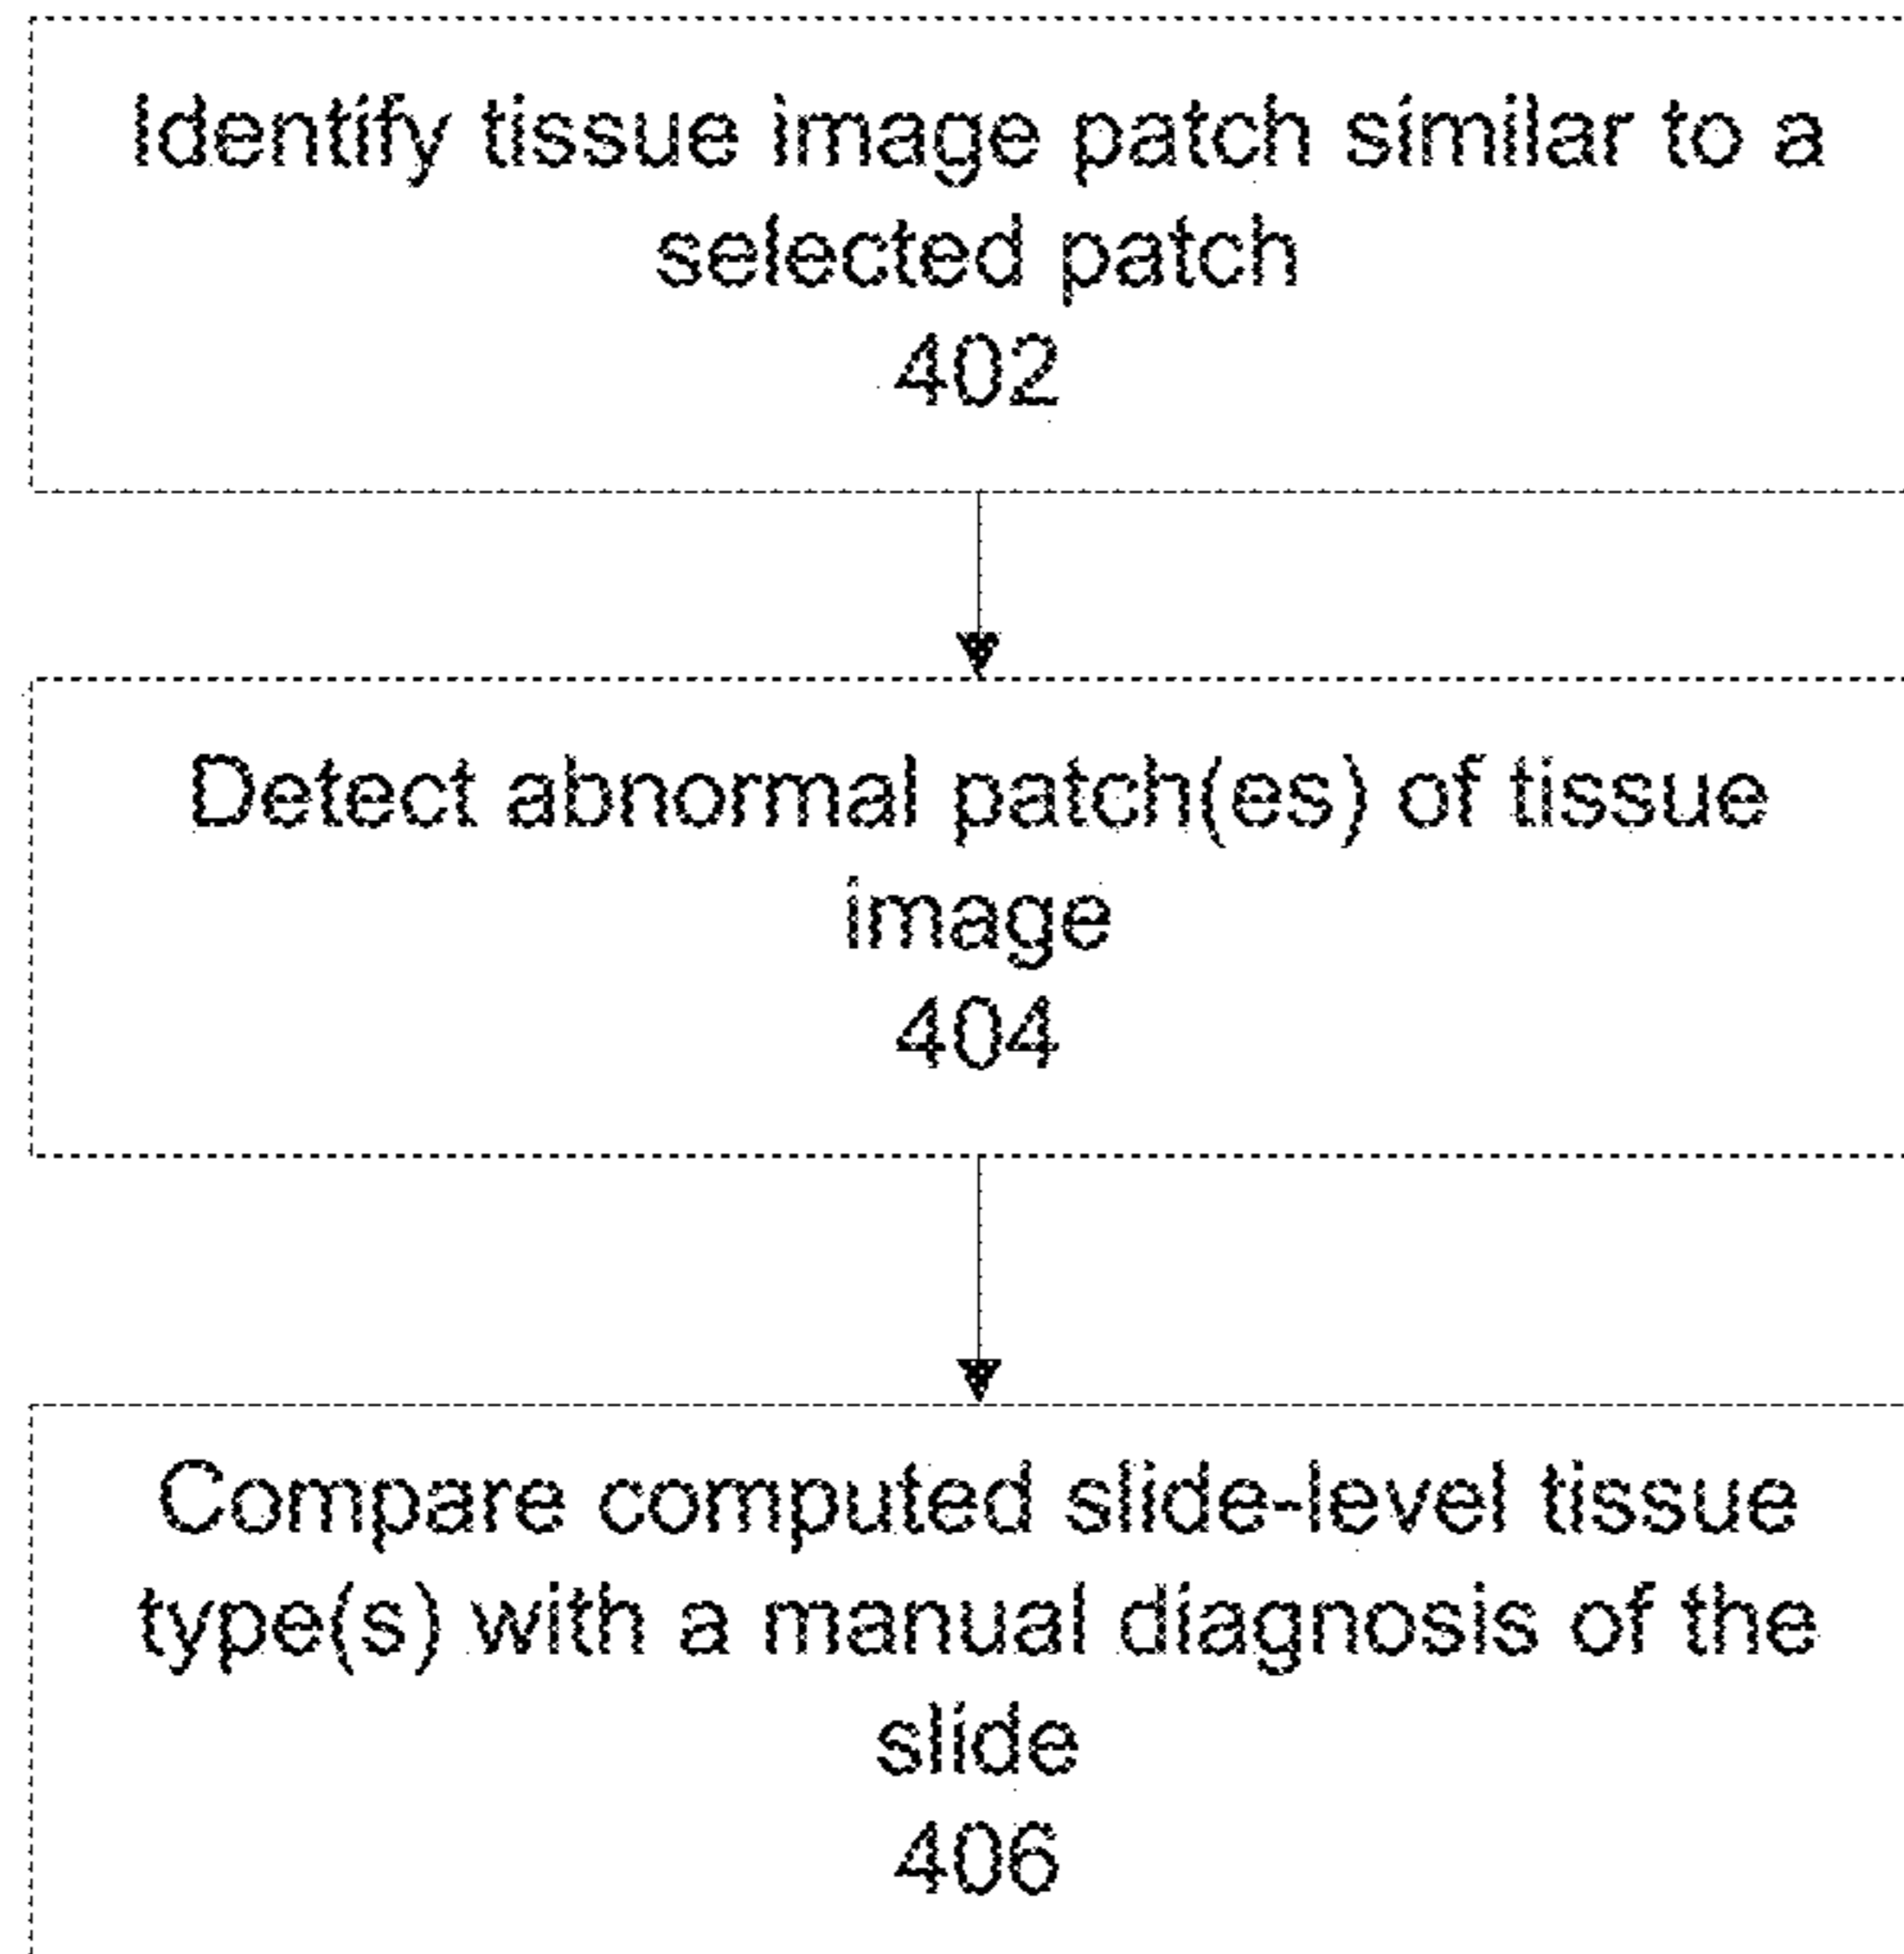 Identify tissue image patch similar to a
selected patch
402
Detect abnormal patch(es) of tissue
image
404
Compare computed slide-level tissue
type(s) with a manual diagnosis of the
slide
406